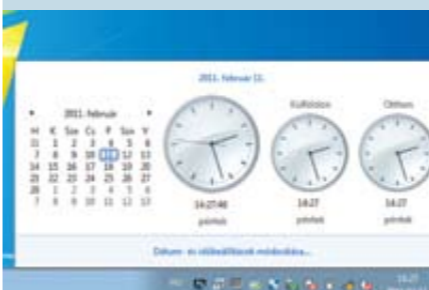 2011. február 11.
2011. február
H K Sze Cs P Szo V
31 1 2 3 4 5 6
7 8 9 10 11 12 13
14 15 16 17 18 19 20
21 22 23 24 25 26 27
28 1 2 3 4 5 6
7 8 9 10 11 12 13
14:27:46
péntek
Külföldön
14:27
péntek
Otthon
14:27
péntek
Dátum- és időbeállítások módosítása...
HU
14:27